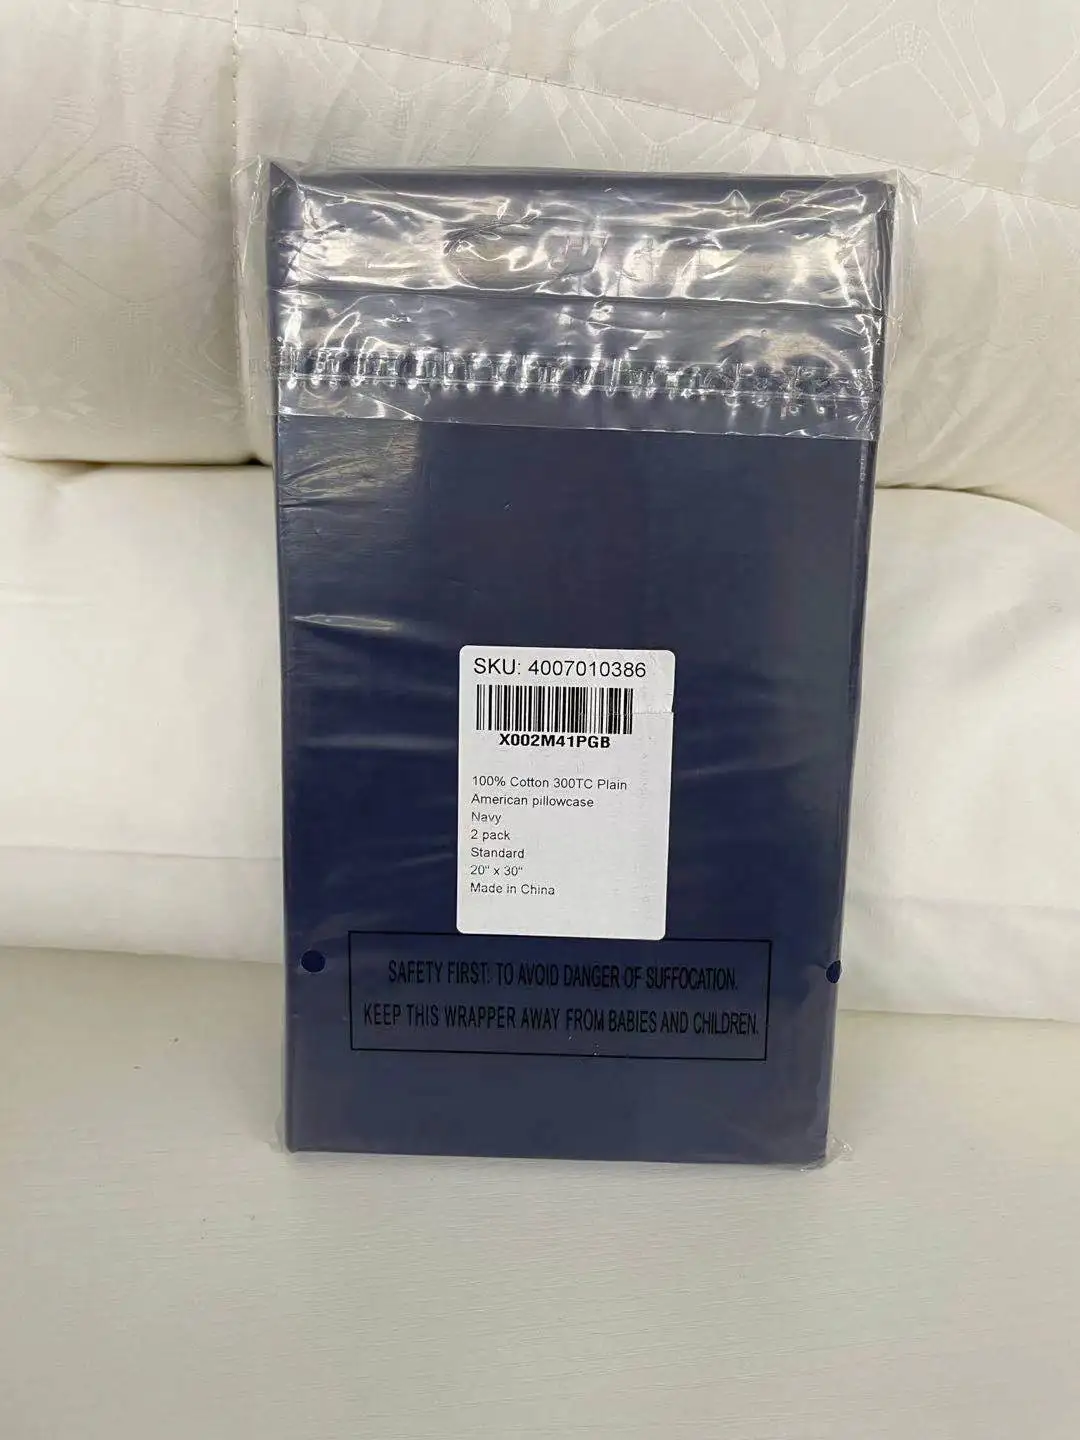 SKU: 4007010386
X002M41PGB
100% Cotton 300TC Plain
American pillowcase
Navy
2 pack
Standard
20" x 30"
Made in China
SAFETY FIRST: TO AVOID DANGER OF SUFFOCATION.
KEEP THIS WRAPPER AWAY FROM BABIES AND CHILDREN.